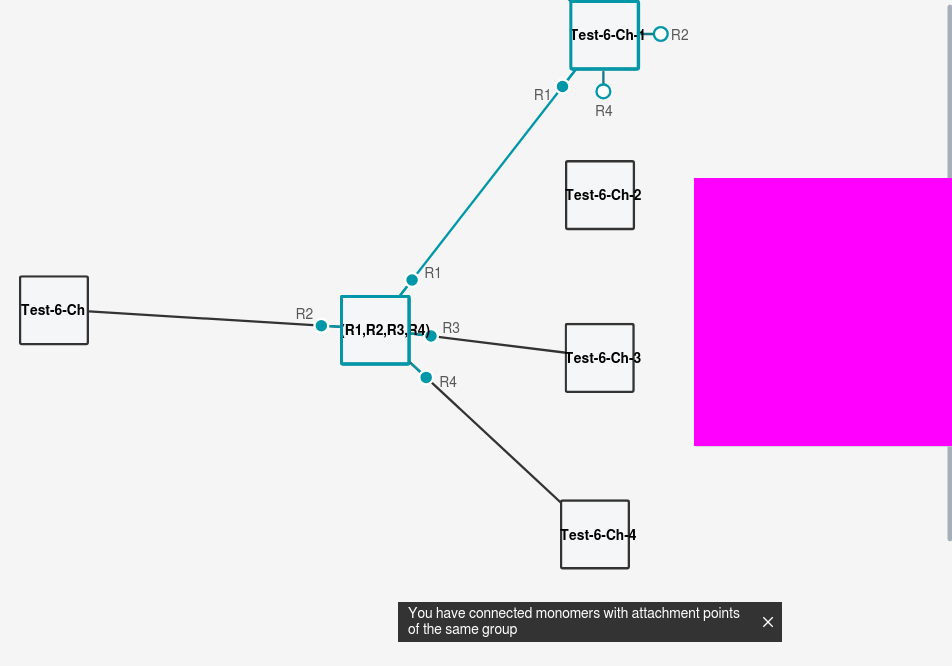 Test-6-Ch-1
R2
R1
R4
Test-6-Ch-2
R1
Test-6-Ch
R2
(R1,R2,R3,R4)
R3
Test-6-Ch-3
R4
Test-6-Ch-4
You have connected monomers with attachment points
of the same group